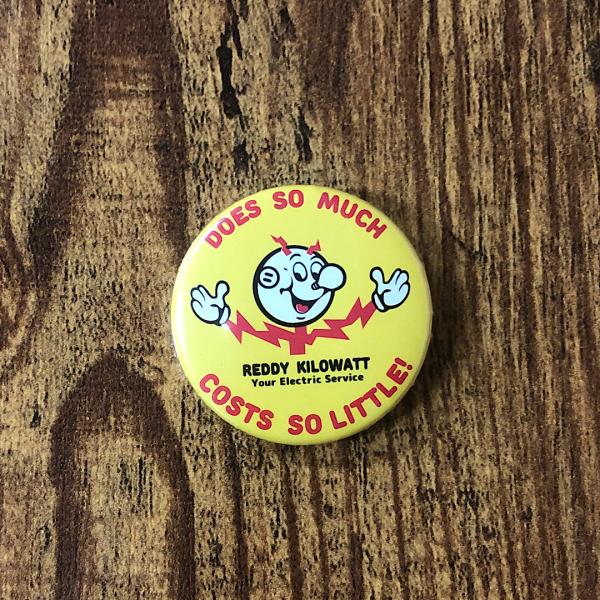 DOES SO MUCH
REDDY KILOWATT
Your Electric Service
COSTS SO LITTLE!